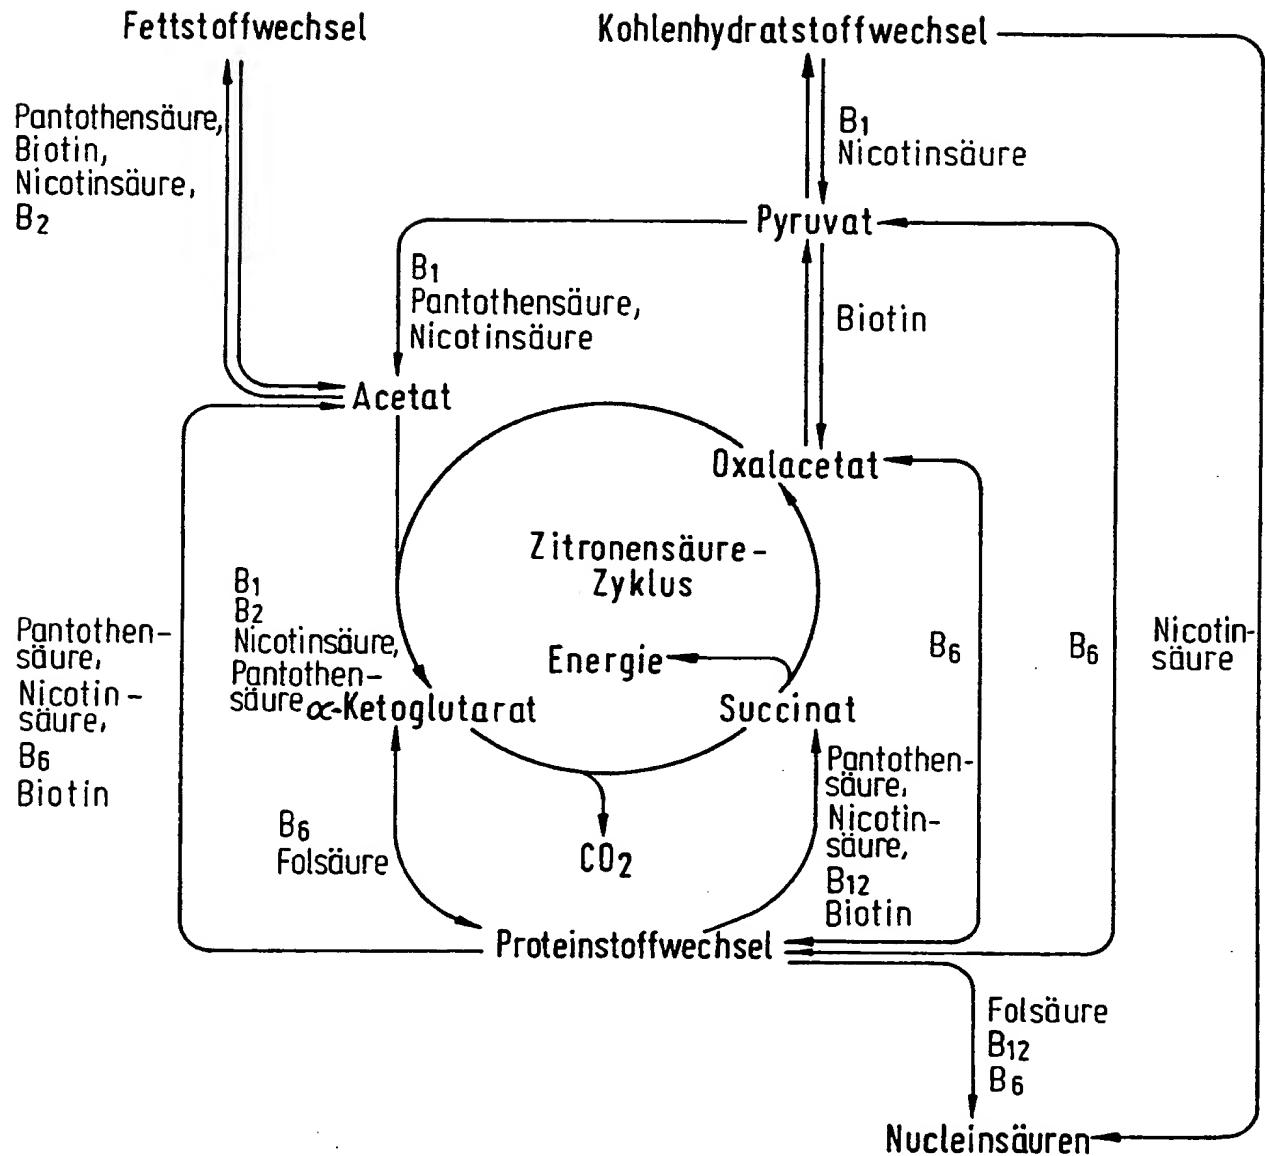 Fettstoffwechsel
Kohlenhydratstoffwechsel
Pantothensäure,
Biotin,
Nicotinsäure,
B2
B1
Nicotinsäure
Pyruvat
B1
Pantothensäure,
Nicotinsäure
Biotin
Acetat
Oxalacetat
Zitronensäure-
Zyklus
B1
B2
Nicotinsäure,
Pantothen-
säure
Energie
Pantothen-
säure,
Nicotin-
säure,
B6
Biotin
B6
B6
Nicotin-
säure
α-Ketoglutarat
Succinat
Pantothen-
säure,
Nicotin-
säure,
B12
Biotin
B6
Folsäure
CO2
Proteinstoffwechsel
Folsäure
B12
B6
Nucleinsäuren